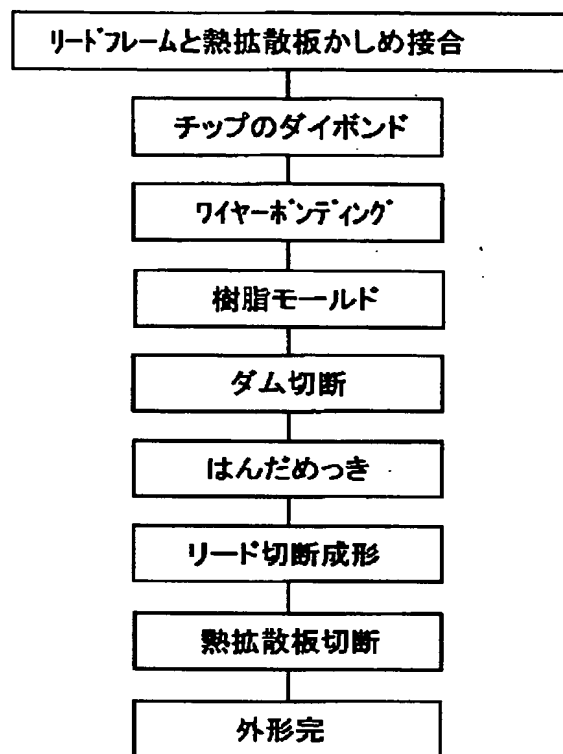 リードフレームと熱拡散板かしめ接合
チップのダイボンド
ワイヤーボンディング
樹脂モールド
ダム切断
はんだめっき
リード切断成形
熱拡散板切断
外形完